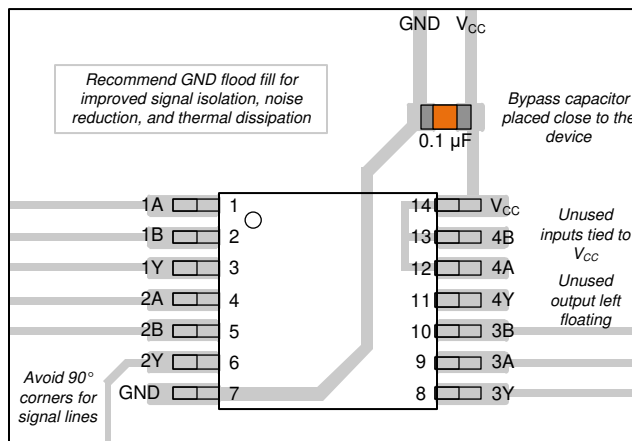 GND V_CC
Recommend GND flood fill for
improved signal isolation, noise
reduction, and thermal dissipation
Bypass capacitor
placed close to the
device
0.1 µF
1A 1 14 V_CC
1B 2 13 4B
1Y 3 12 4A
2A 4 11 4Y
2B 5 10 3B
2Y 6 9 3A
GND 7 8 3Y
Unused
inputs tied to
V_CC
Unused
output left
floating
Avoid 90°
corners for
signal lines